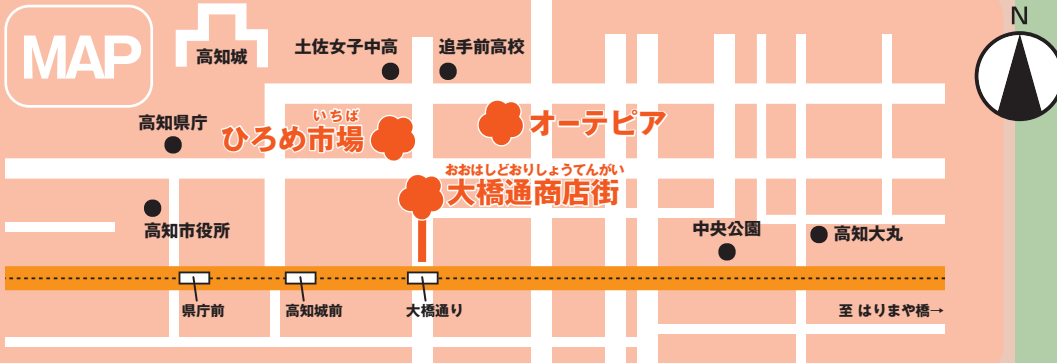 MAP
高知城
土佐女子中高
追手前高校
N
高知県庁
いちば
ひろめ市場
オーテピア
おおはしどおりしょうてんがい
大橋通商店街
高知市役所
中央公園
高知大丸
県庁前
高知城前
大橋通り
至 はりまや橋→